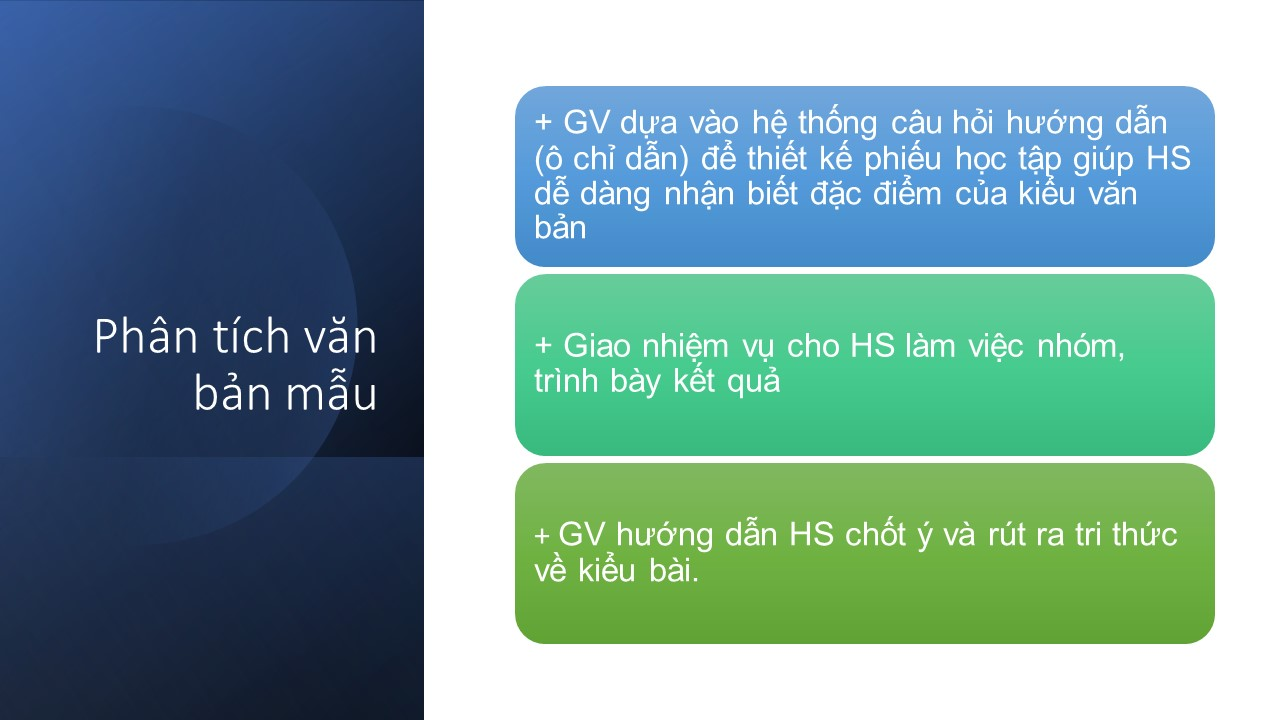 Phân tích văn
bản mẫu
+ GV dựa vào hệ thống câu hỏi hướng dẫn
(ô chỉ dẫn) để thiết kế phiếu học tập giúp HS
dễ dàng nhận biết đặc điểm của kiểu văn
bản
+ Giao nhiệm vụ cho HS làm việc nhóm,
trình bày kết quả
+ GV hướng dẫn HS chốt ý và rút ra tri thức
về kiểu bài.